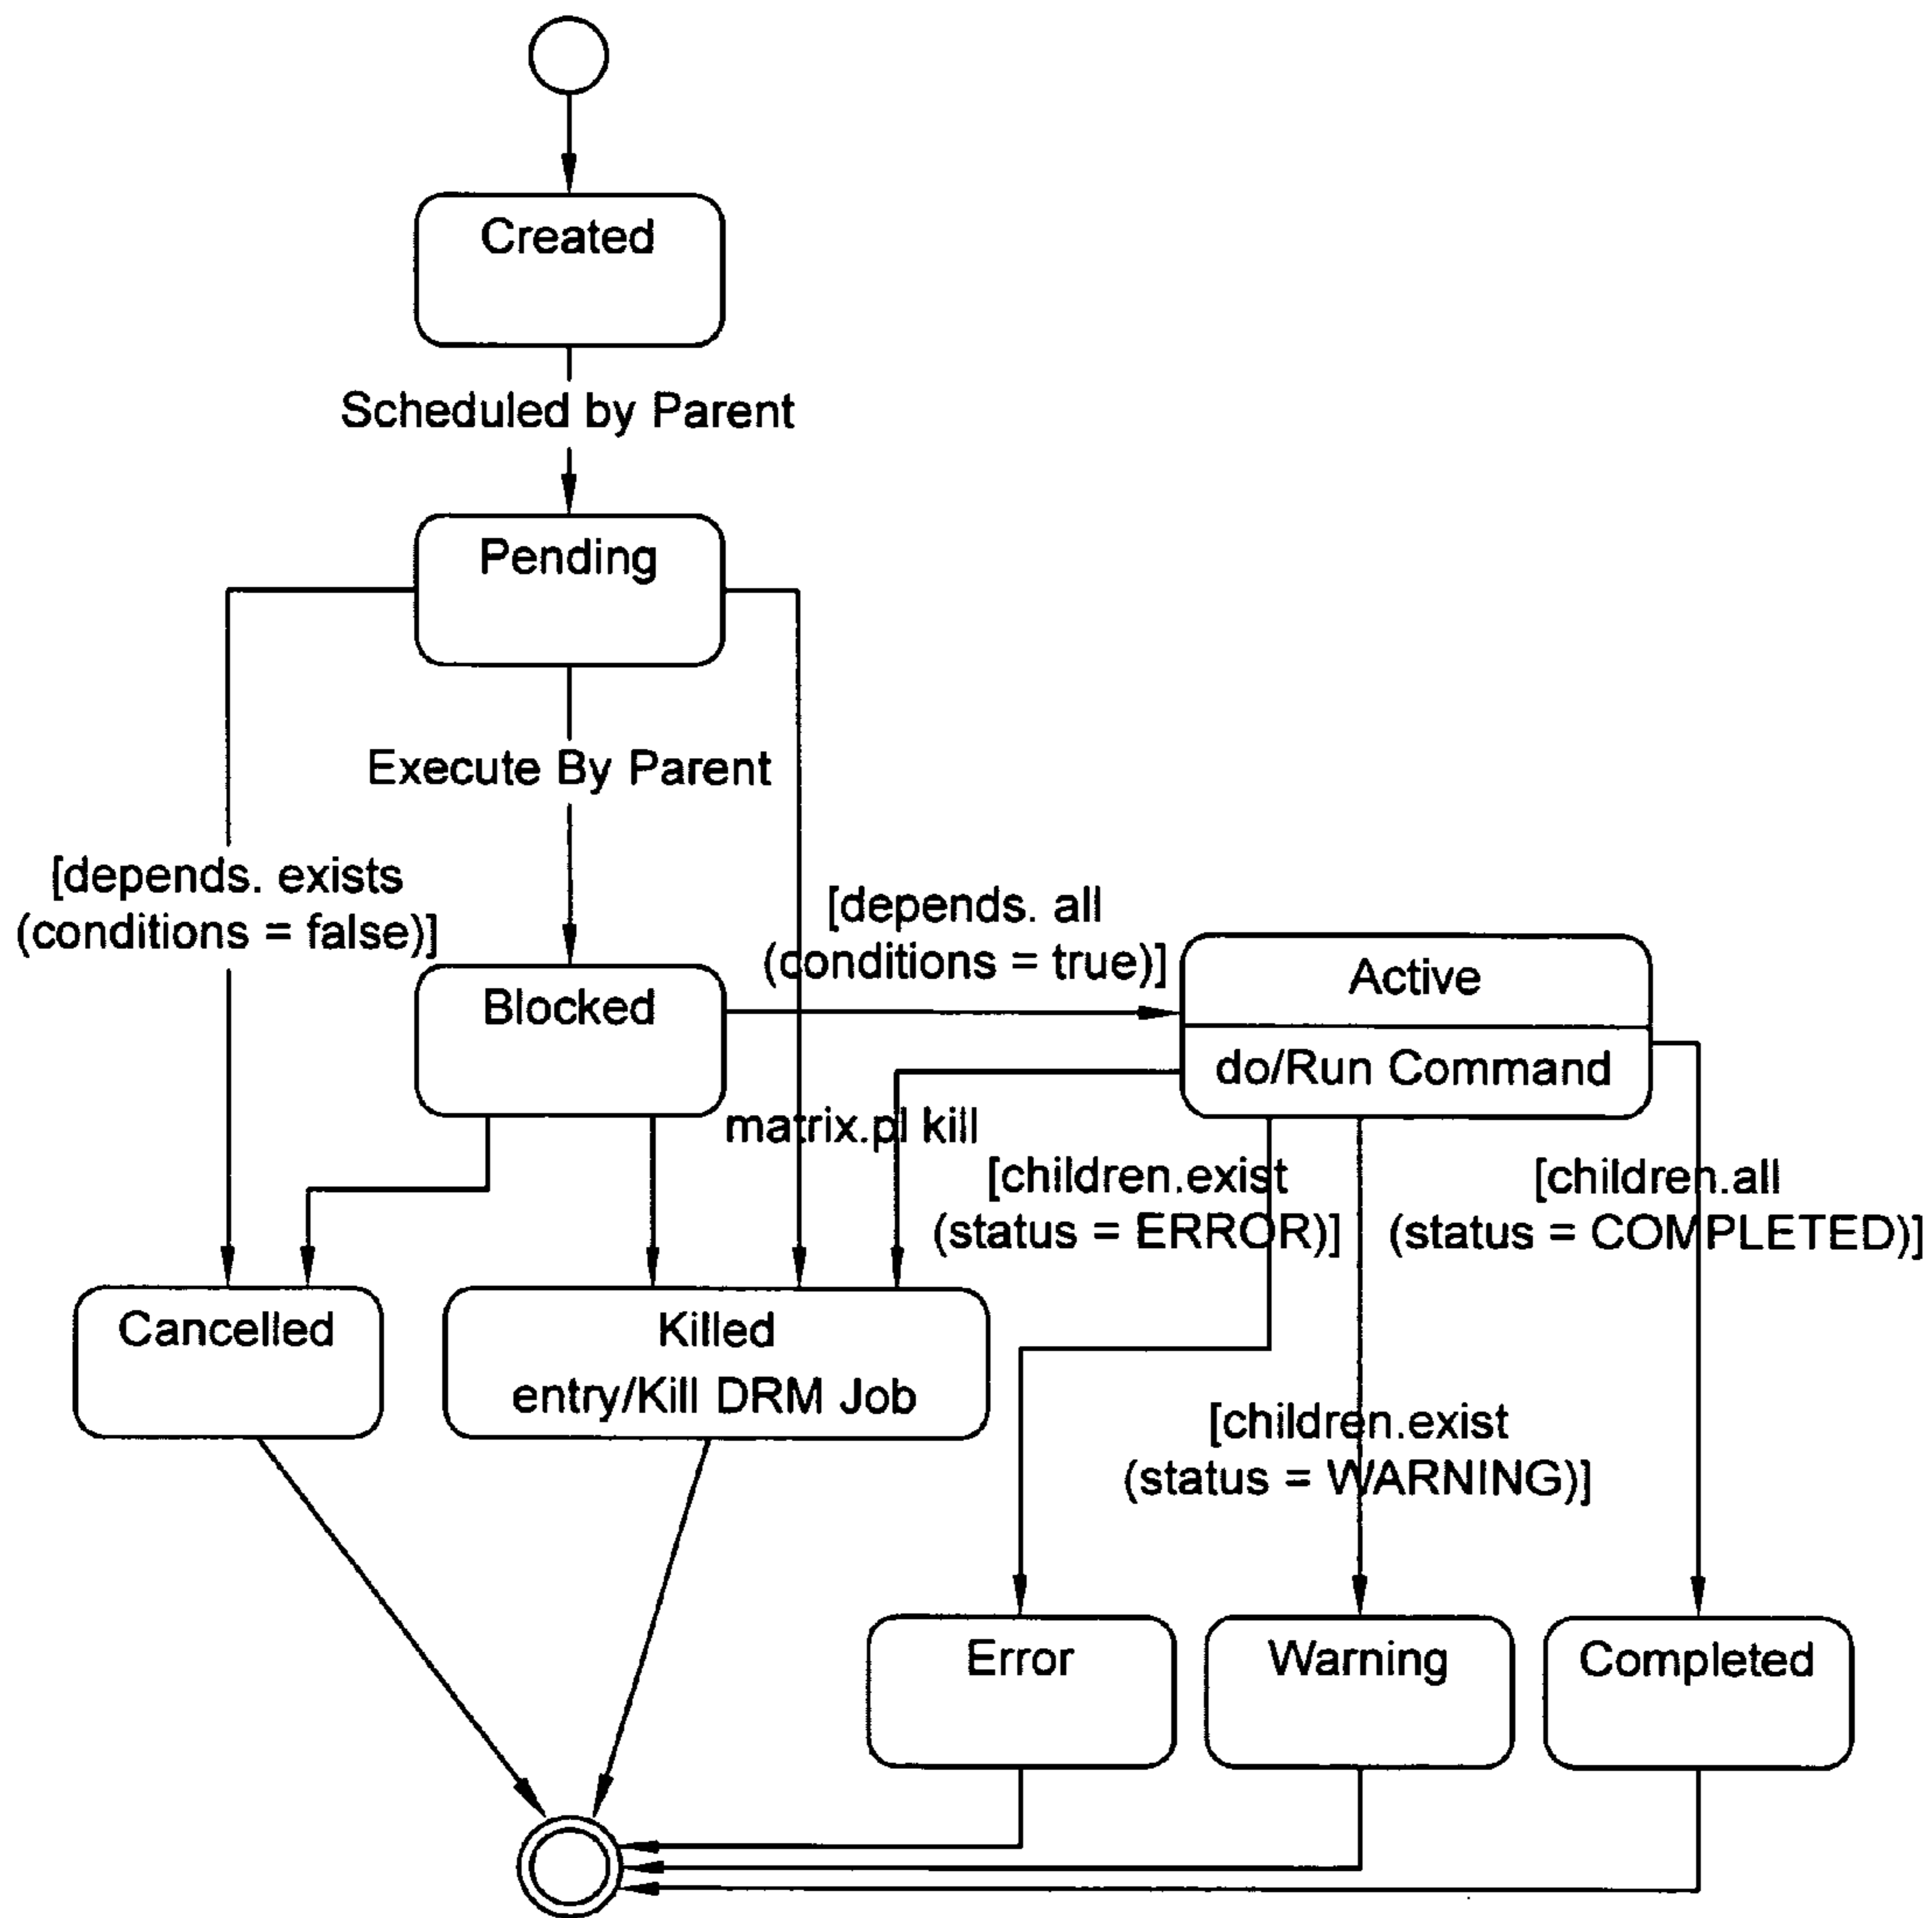 Created
Scheduled by Parent
Pending
Execute By Parent
[depends. exists
(conditions = false)]
[depends. all
(conditions = true)]
Blocked
Active
do/Run Command
matrix.pl kill
[children.exist
(status = ERROR)]
[children.all
(status = COMPLETED)]
Cancelled
Killed
entry/Kill DRM Job
[children.exist
(status = WARNING)]
Error
Warning
Completed